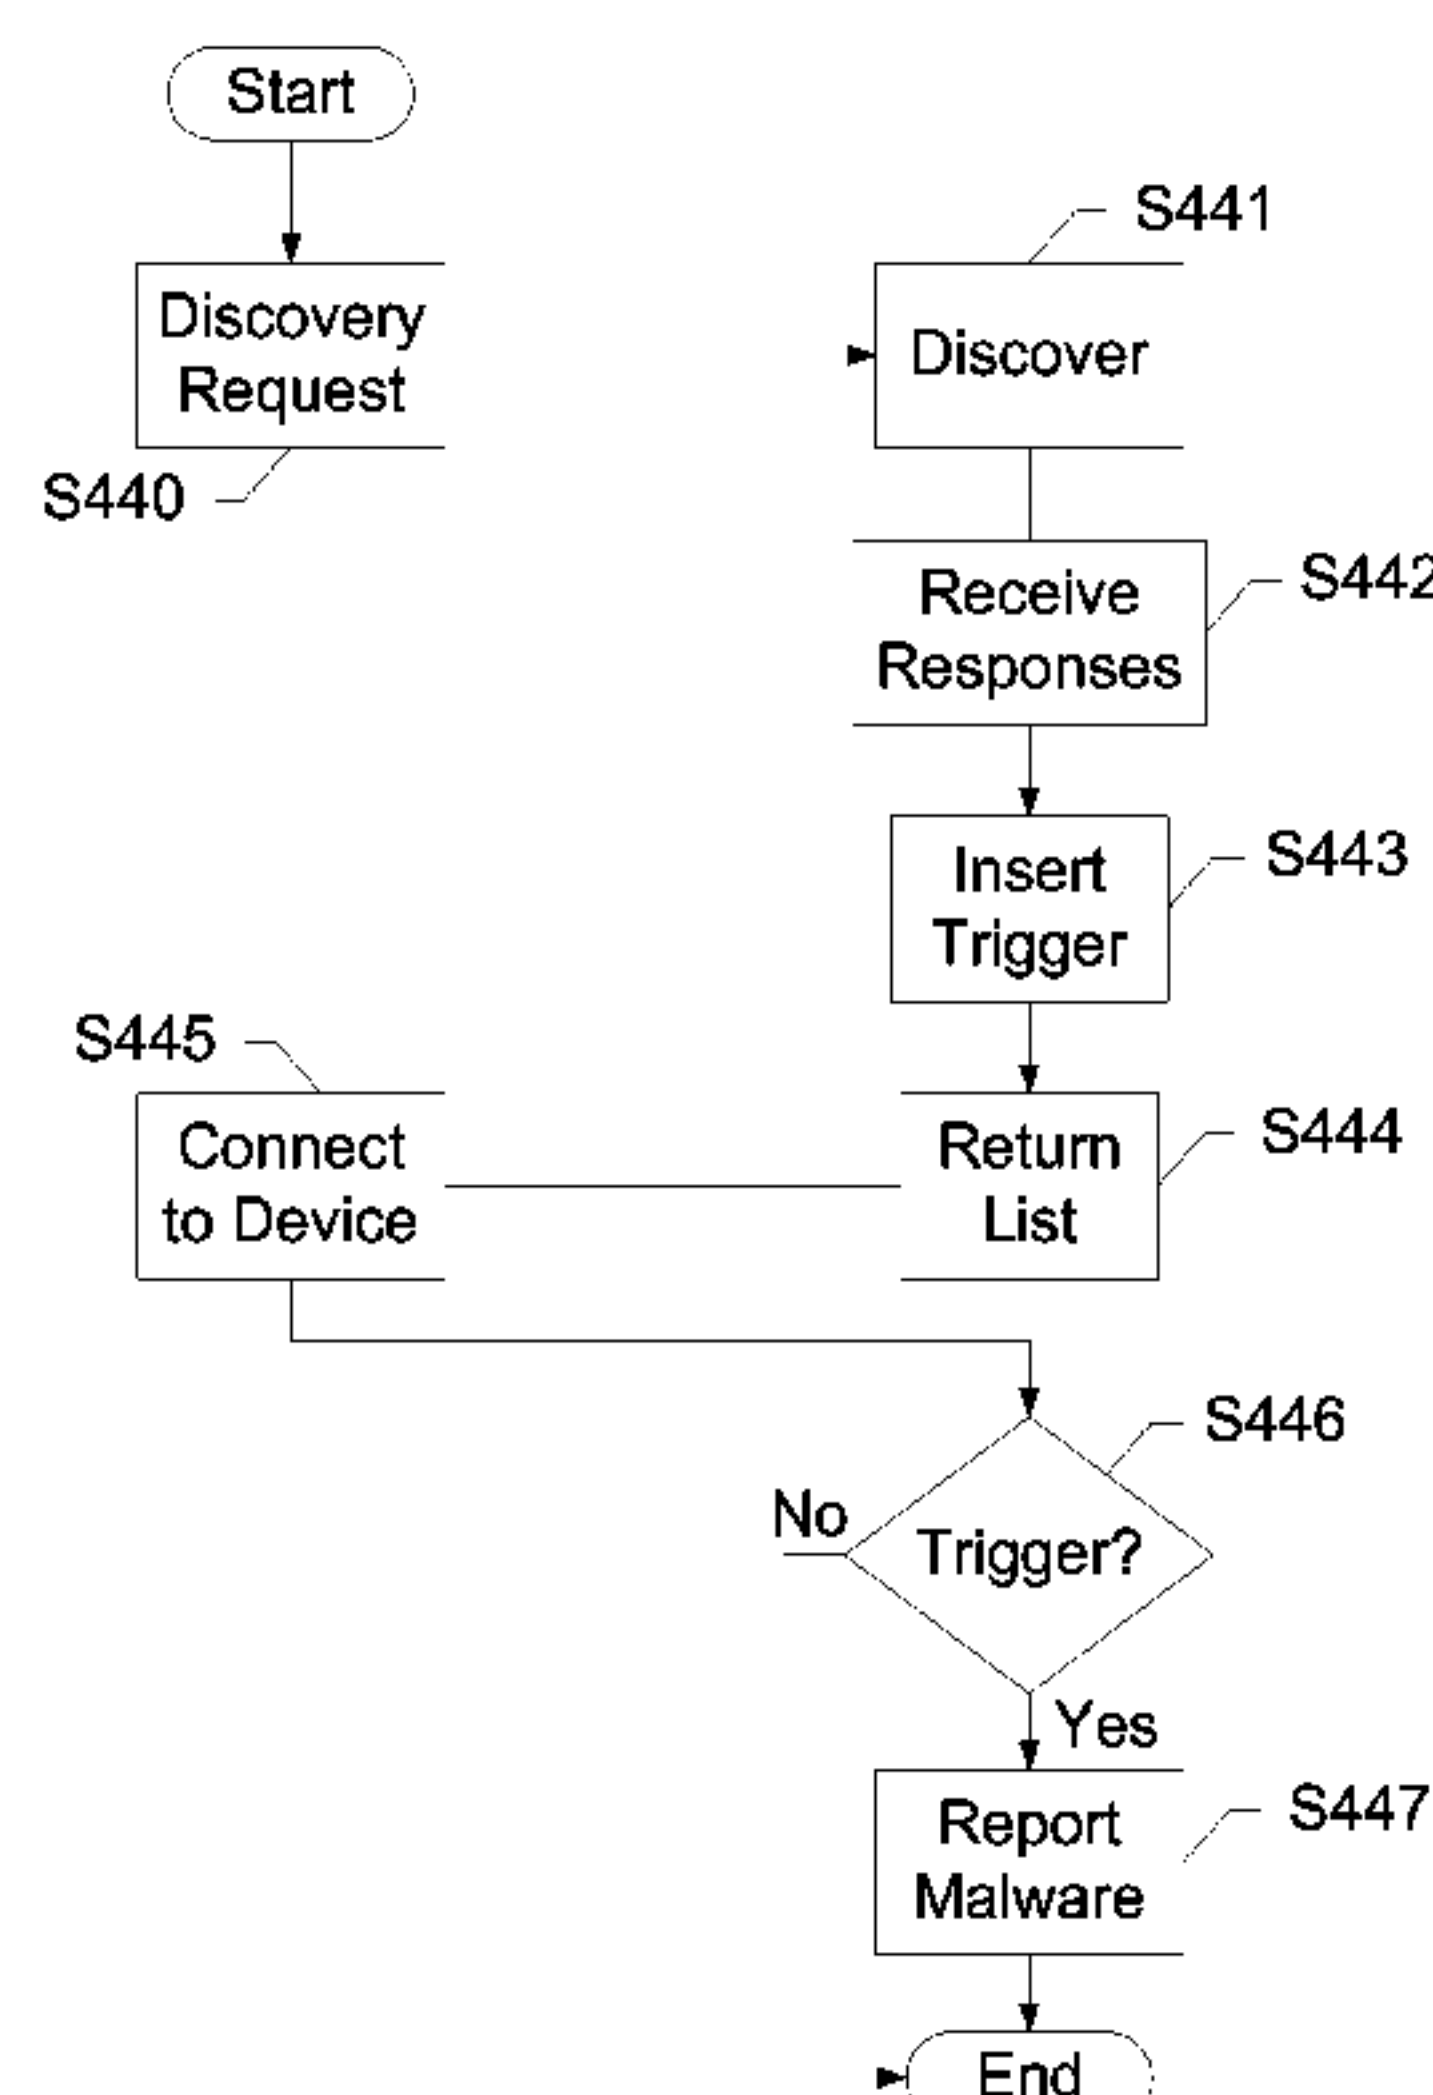 Start
S441
Discovery
Request
Discover
S440
Receive
Responses
S442
Insert
Trigger
S443
S445
Connect
to Device
Return
List
S444
S446
No
Trigger?
Yes
Report
Malware
S447
End